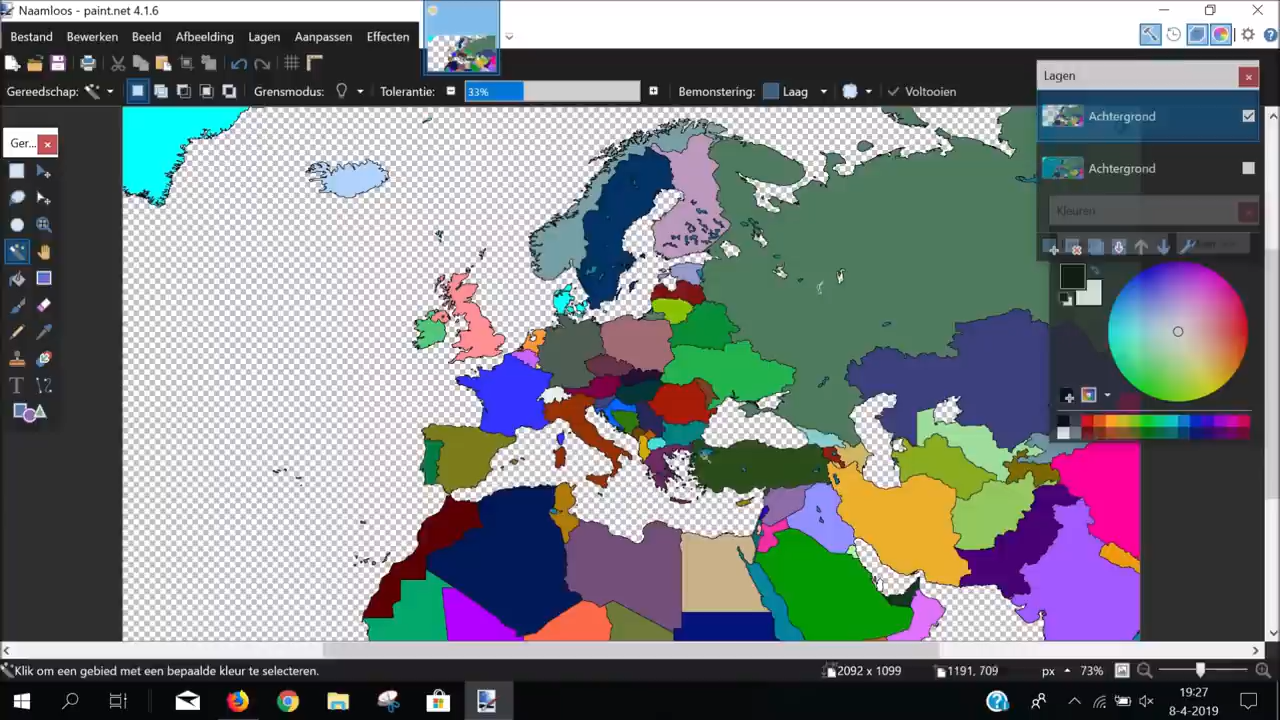 Naamloos - paint.net 4.1.6
Bestand Bewerken Beeld Afbeelding Lagen Aanpassen Effecten
Gereedschap: Grensmodus: Tolerantie: 33% Bemonstering: Laag Voltooien
Lagen
Achtergrond
Ger...
Achtergrond
Kleuren
Klik om een gebied met een bepaalde kleur te selecteren.
2092 x 1099
1191, 709
px
73%
19:27
8-4-2019